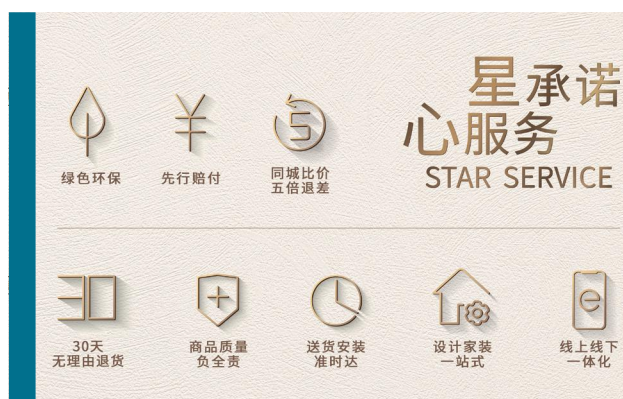 星承诺
心服务
STAR SERVICE
绿色环保
¥
先行赔付
5
同城比价
五倍退差
30
30天
无理由退货
商品质量
负全责
送货安装
准时达
设计家装
一站式
e
线上线下
一体化